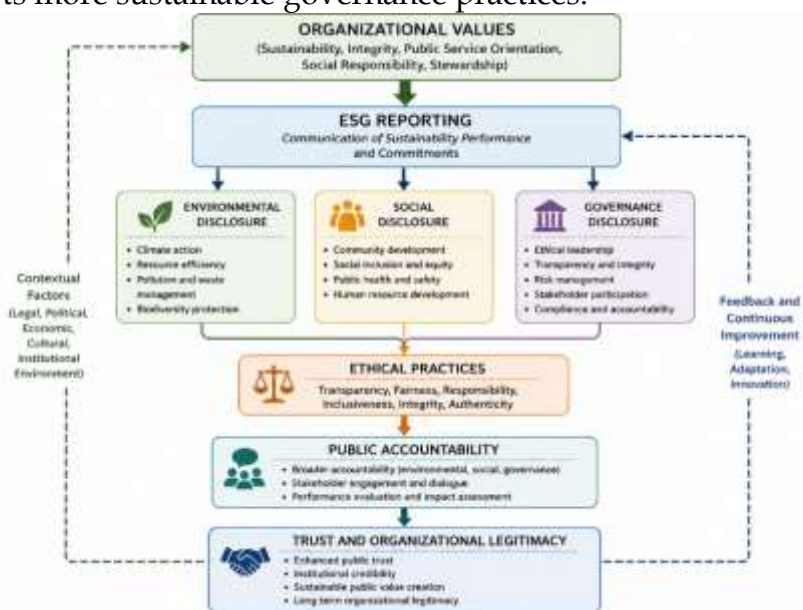 ts more sustainable governance practices.
ORGANIZATIONAL VALUES
(Sustainability, Integrity, Public Service Orientation,
Social Responsibility, Stewardship)
ESG REPORTING
Communication of Sustainability Performance
and Commitments
ENVIRONMENTAL
DISCLOSURE
• Climate action
• Resource efficiency
• Pollution and waste
management
• Biodiversity protection
SOCIAL
DISCLOSURE
• Community development
• Social inclusion and equity
• Public health and safety
• Human resource development
GOVERNANCE
DISCLOSURE
• Ethical leadership
• Transparency and integrity
• Risk management
• Stakeholder participation
• Compliance and accountability
Contextual
Factors
(Legal, Political,
Economic,
Cultural,
Institutional
Environment)
Feedback and
Continuous
Improvement
(Learning,
Adaptation,
Innovation)
ETHICAL PRACTICES
Transparency, Fairness, Responsibility,
Inclusiveness, Integrity, Authenticity
PUBLIC ACCOUNTABILITY
• Broader accountability (environmental, social, governance)
• Stakeholder engagement and dialogue
• Performance evaluation and impact assessment
TRUST AND ORGANIZATIONAL LEGITIMACY
• Enhanced public trust
• Institutional credibility
• Sustainable public value creation
• Long term organizational legitimacy